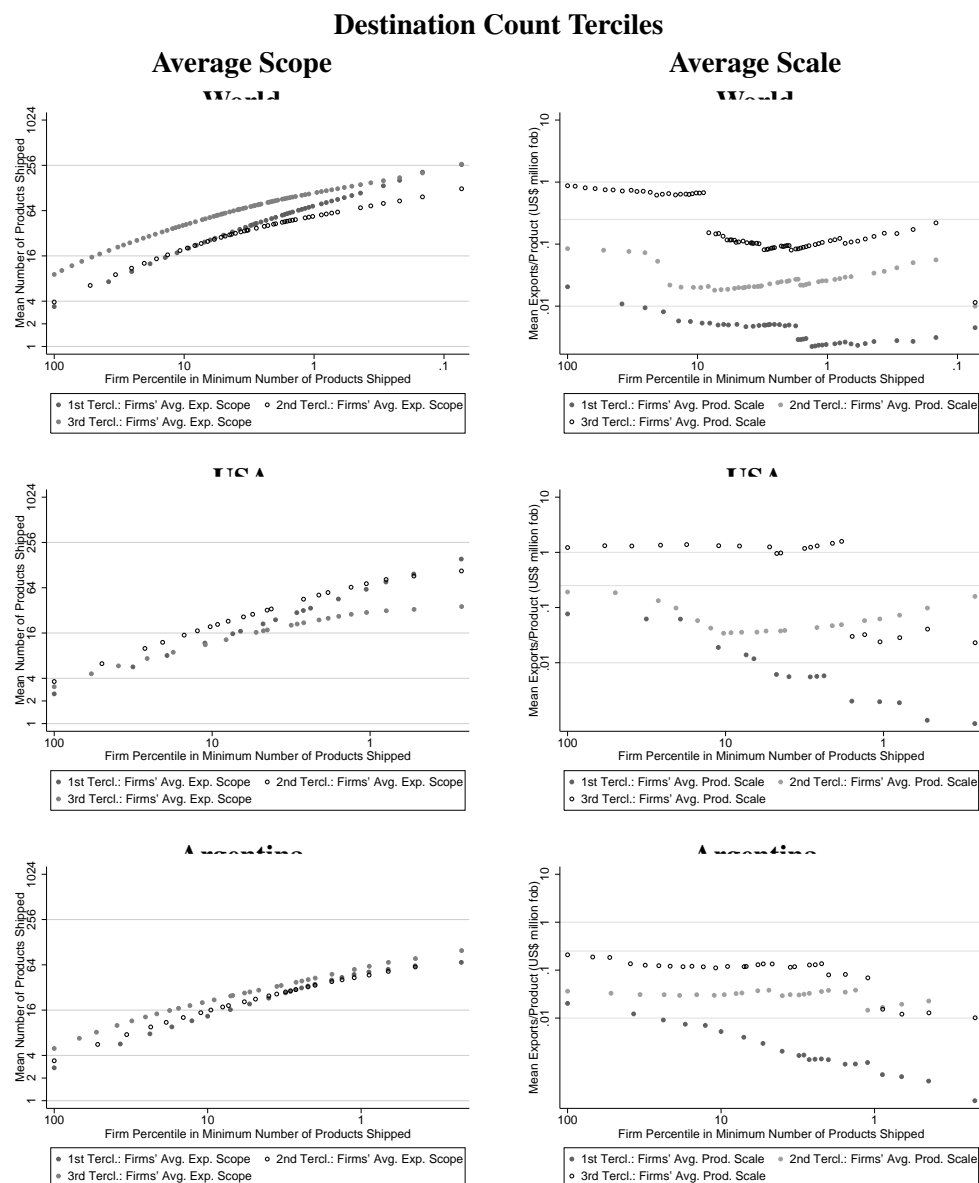 Destination Count Terciles
Average Scope
Average Scale
World
World
Mean Number of Products Shipped
1 2 4 16 64 256 1024
100 10 1 .1
Firm Percentile in Minimum Number of Products Shipped
1st Tercl.: Firms' Avg. Exp. Scope 2nd Tercl.: Firms' Avg. Exp. Scope
3rd Tercl.: Firms' Avg. Exp. Scope
Mean Exports/Product (US$ million fob)
.01 .1 1 10
100 10 1 .1
Firm Percentile in Minimum Number of Products Shipped
1st Tercl.: Firms' Avg. Prod. Scale 2nd Tercl.: Firms' Avg. Prod. Scale
3rd Tercl.: Firms' Avg. Prod. Scale
USA
USA
Mean Number of Products Shipped
1 2 4 16 64 256 1024
100 10 1
Firm Percentile in Minimum Number of Products Shipped
1st Tercl.: Firms' Avg. Exp. Scope 2nd Tercl.: Firms' Avg. Exp. Scope
3rd Tercl.: Firms' Avg. Exp. Scope
Mean Exports/Product (US$ million fob)
.01 .1 1 10
100 10 1
Firm Percentile in Minimum Number of Products Shipped
1st Tercl.: Firms' Avg. Prod. Scale 2nd Tercl.: Firms' Avg. Prod. Scale
3rd Tercl.: Firms' Avg. Prod. Scale
Argentina
Argentina
Mean Number of Products Shipped
1 2 4 16 64 256 1024
100 10 1
Firm Percentile in Minimum Number of Products Shipped
1st Tercl.: Firms' Avg. Exp. Scope 2nd Tercl.: Firms' Avg. Exp. Scope
3rd Tercl.: Firms' Avg. Exp. Scope
Mean Exports/Product (US$ million fob)
.01 .1 1 10
100 10 1
Firm Percentile in Minimum Number of Products Shipped
1st Tercl.: Firms' Avg. Prod. Scale 2nd Tercl.: Firms' Avg. Prod. Scale
3rd Tercl.: Firms' Avg. Prod. Scale